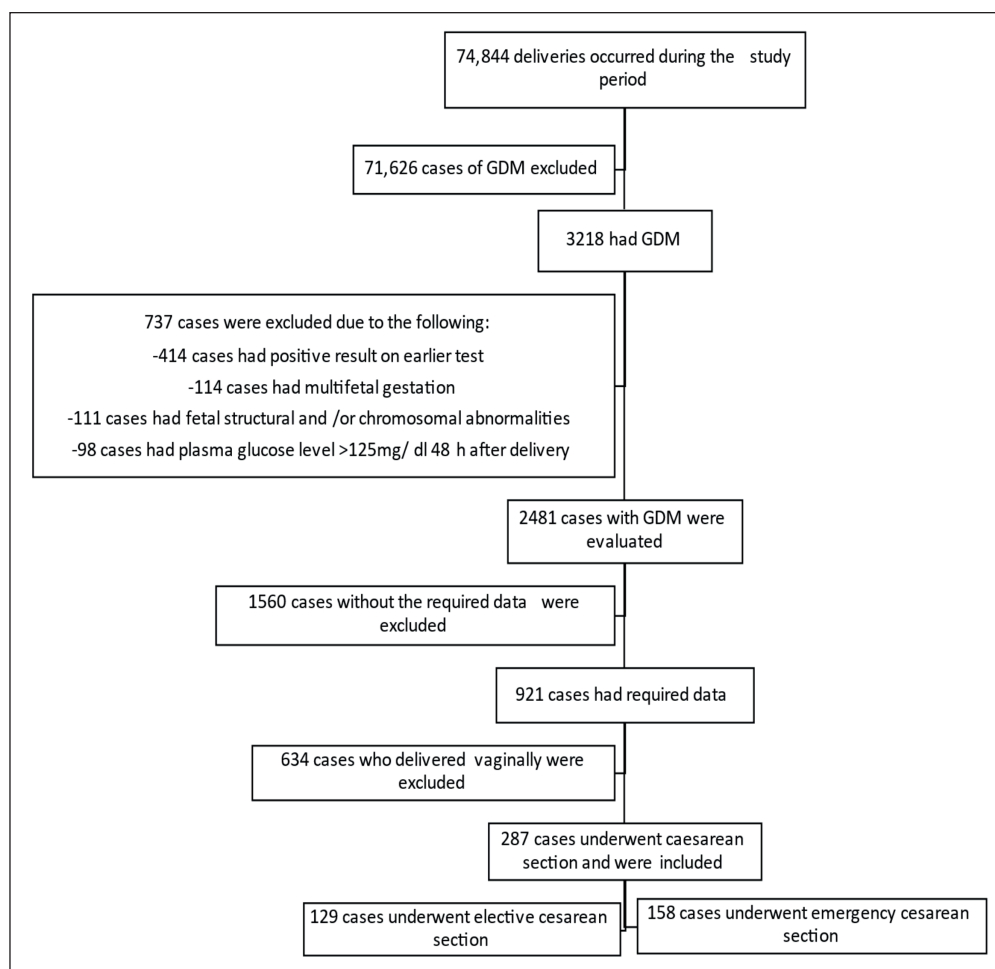 74,844 deliveries occurred during the study
period
71,626 cases of GDM excluded
3218 had GDM
737 cases were excluded due to the following:
-414 cases had positive result on earlier test
-114 cases had multifetal gestation
-111 cases had fetal structural and /or chromosomal abnormalities
-98 cases had plasma glucose level >125mg/ dl 48 h after delivery
2481 cases with GDM were
evaluated
1560 cases without the required data were
excluded
921 cases had required data
634 cases who delivered vaginally were
excluded
287 cases underwent caesarean
section and were included
129 cases underwent elective cesarean
section
158 cases underwent emergency cesarean
section